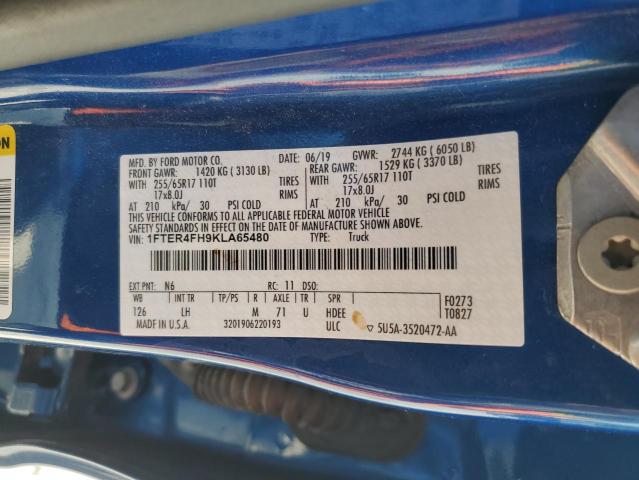 ON
MFD. BY FORD MOTOR CO. DATE: 06/19 GVWR: 2744 KG ( 6050 LB)
FRONT GAWR: 1420 KG ( 3130 LB) REAR GAWR: 1529 KG ( 3370 LB)
WITH 255/65R17 110T TIRES WITH 255/65R17 110T TIRES
17x8.0J RIMS 17x8.0J RIMS
AT 210 kPa/ 30 PSI COLD AT 210 kPa/ 30 PSI COLD
THIS VEHICLE CONFORMS TO ALL APPLICABLE FEDERAL MOTOR VEHICLE
SAFETY STANDARDS IN EFFECT ON THE DATE OF MANUFACTURE SHOWN ABOVE.
VIN: 1FTER4FH9KLA65480 TYPE: Truck
EXT PNT: N6 RC: 11 DSO: F0273
WB INT TR TP/PS R AXLE TR SPR T0827
126 LH M 71 U HDEE
MADE IN U.S.A. 3201906220193 ULC 5U5A-3520472-AA